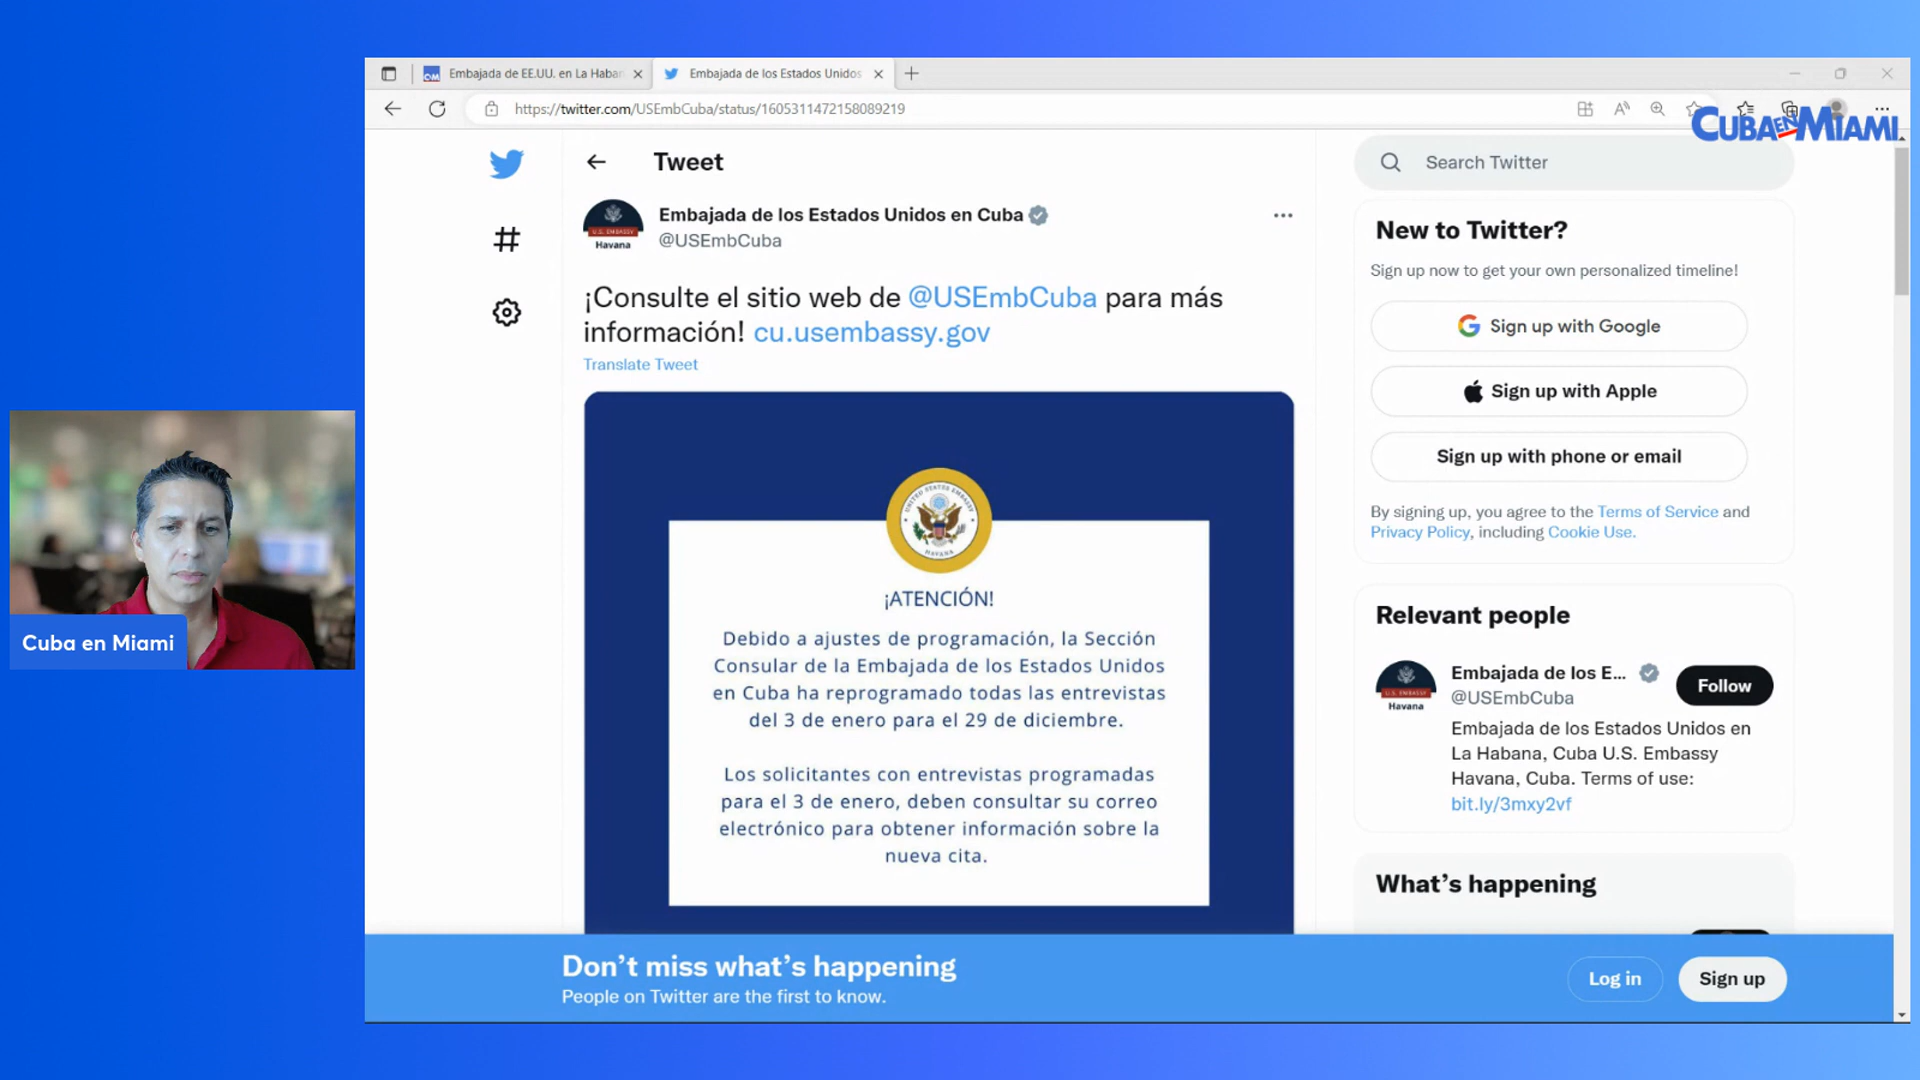 Embajada de EE.UU. en La Haban
Embajada de los Estados Unidos
https://twitter.com/USEmbCuba/status/1605311472158089219
CUBA EN MIAMI.
Tweet
Search Twitter
U.S. EMBASSY
Havana
Embajada de los Estados Unidos en Cuba
@USEmbCuba
¡Consulte el sitio web de @USEmbCuba para más
información! cu.usembassy.gov
Translate Tweet
UNITED STATES EMBASSY
HAVANA
¡ATENCIÓN!
Debido a ajustes de programación, la Sección
Consular de la Embajada de los Estados Unidos
en Cuba ha reprogramado todas las entrevistas
del 3 de enero para el 29 de diciembre.
Los solicitantes con entrevistas programadas
para el 3 de enero, deben consultar su correo
electrónico para obtener información sobre la
nueva cita.
New to Twitter?
Sign up now to get your own personalized timeline!
Sign up with Google
Sign up with Apple
Sign up with phone or email
By signing up, you agree to the Terms of Service and
Privacy Policy, including Cookie Use.
Relevant people
U.S. EMBASSY
Havana
Embajada de los E...
@USEmbCuba
Follow
Embajada de los Estados Unidos en
La Habana, Cuba U.S. Embassy
Havana, Cuba. Terms of use:
bit.ly/3mxy2vf
What's happening
Cuba en Miami
Don't miss what's happening
People on Twitter are the first to know.
Log in
Sign up